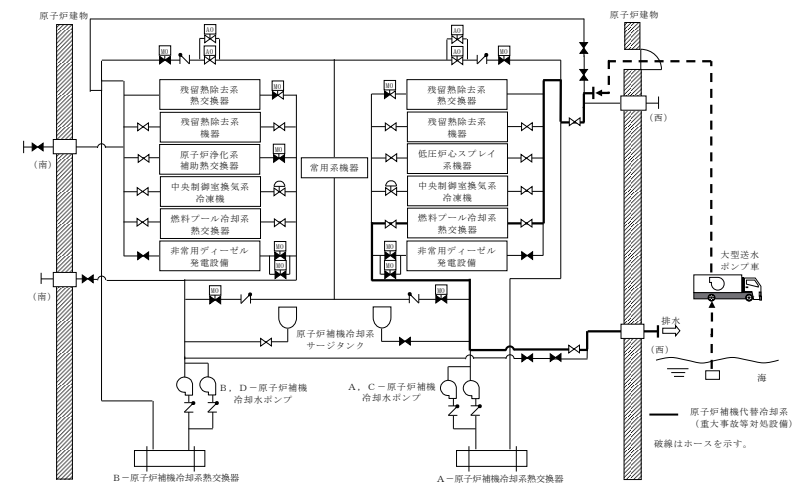 原子炉建物
原子炉建物
AO
AO
MO
AO
AO
MO
MO
残留熱除去系
熱交換器
MO
残留熱除去系
機器
原子炉浄化系
補助熱交換器
MO
中央制御室換気系
冷凍機
燃料プール冷却系
熱交換器
非常用ディーゼル
発電設備
MO
MO
常用系機器
MO
残留熱除去系
熱交換器
残留熱除去系
機器
低圧炉心スプレイ
系機器
中央制御室換気系
冷凍機
燃料プール冷却系
熱交換器
MO
MO
非常用ディーゼル
発電設備
(南)
(南)
(西)
大型送水
ポンプ車
MO
MO
原子炉補機冷却系
サージタンク
排水
(西)
海
B,D-原子炉補機
冷却水ポンプ
A,C-原子炉補機
冷却水ポンプ
原子炉補機代替冷却系
(重大事故等対処設備)
破線はホースを示す。
B-原子炉補機冷却系熱交換器
A-原子炉補機冷却系熱交換器